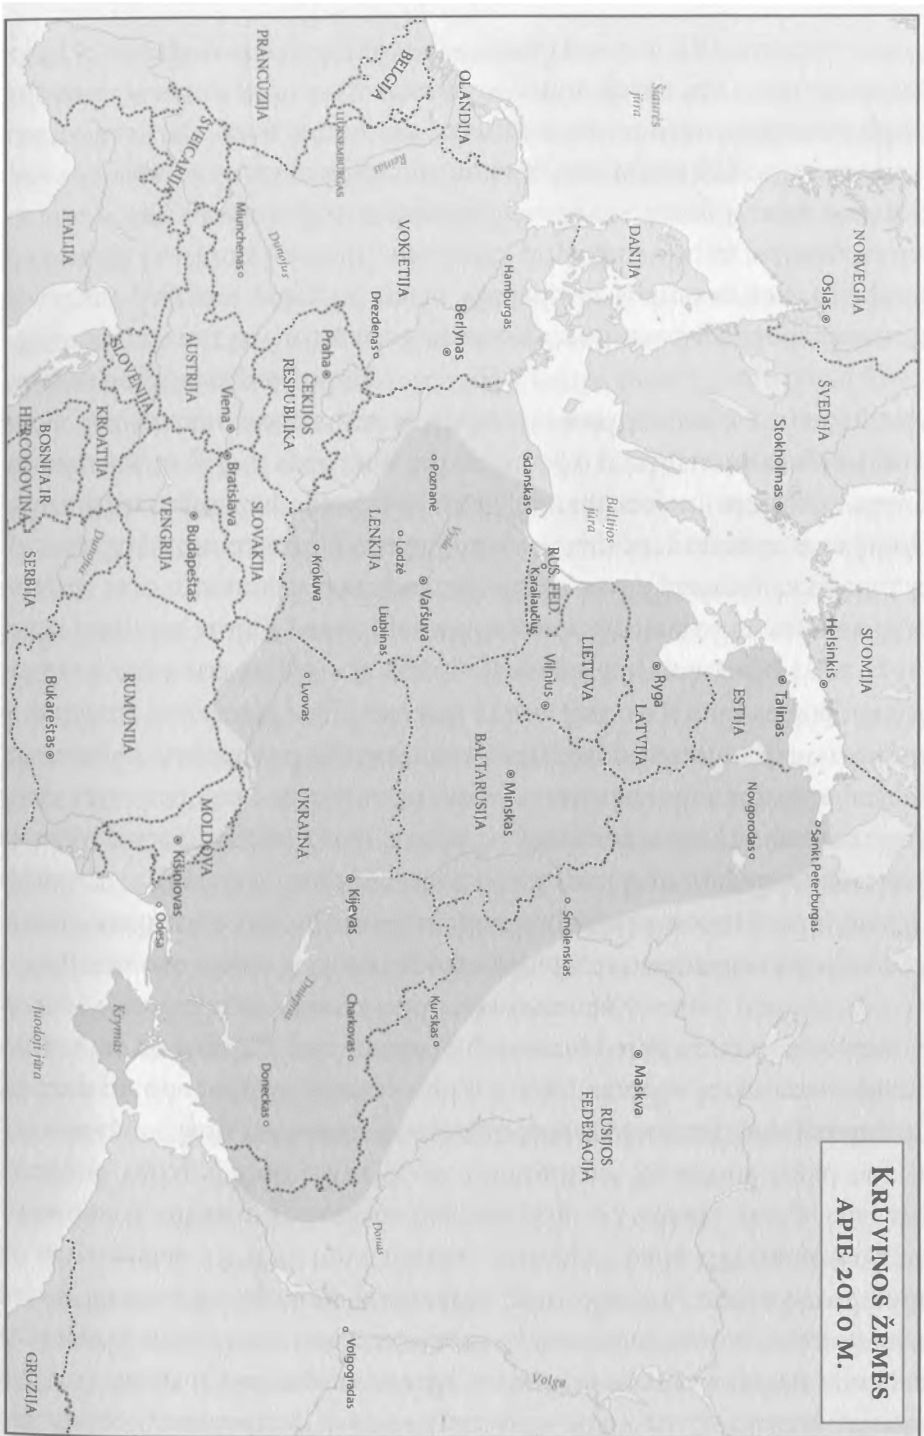 KRUVINOS ŽEMĖS
APIE 2010 M.
NORVEGIJA
Oslas
ŠVEDIJA
Stokholmas
SUOMIJA
Helsinkis
Talinas
Sankt Peterburgas
ESTIJA
Novgorodas
Šiaurės
jūra
DANIJA
Baltijos
jūra
Ryga
LATVIJA
Maskva
RUSIJOS
FEDERACIJA
Volga
OLANDIJA
Hamburgas
Gdanskas
RUS. FED.
Karaliaučius
LIETUVA
Vilnius
Smolenskas
BELGIJA
VOKIETIJA
Berlynas
Drezdenas
Poznanė
Lodzė
Varšuva
LENKIJA
Liublinas
BALTARUSIJA
Minskas
Kurskas
LIUKSEMBURGAS
Reinas
Praha
ČEKIJOS
RESPUBLIKA
Krokuva
Lvovas
UKRAINA
Kijevas
Charkovas
Dniepras
Doneckas
Donas
Volgogradas
PRANCŪZIJA
Miunchenas
Dunojus
Viena
Bratislava
SLOVAKIJA
ŠVEICARIJA
AUSTRIJA
Budapeštas
VENGRIJA
MOLDOVA
Kišiniovas
Odesa
ITALIJA
SLOVĖNIJA
KROATIJA
BOSNIJA IR
HERCOGOVINA
SERBIJA
RUMUNIJA
Bukareštas
Krymas
Juodoji jūra
GRUZIJA